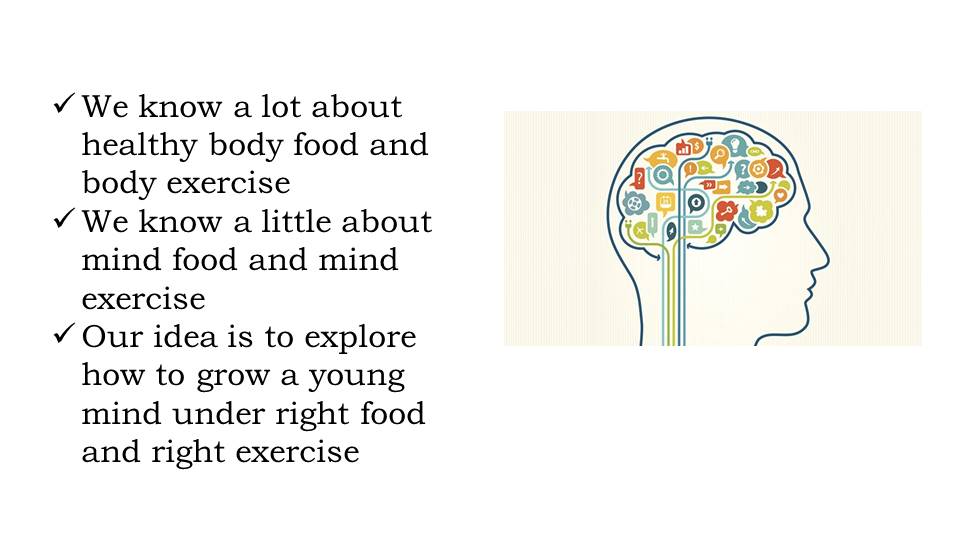 ✓ We know a lot about
healthy body food and
body exercise
✓ We know a little about
mind food and mind
exercise
✓ Our idea is to explore
how to grow a young
mind under right food
and right exercise